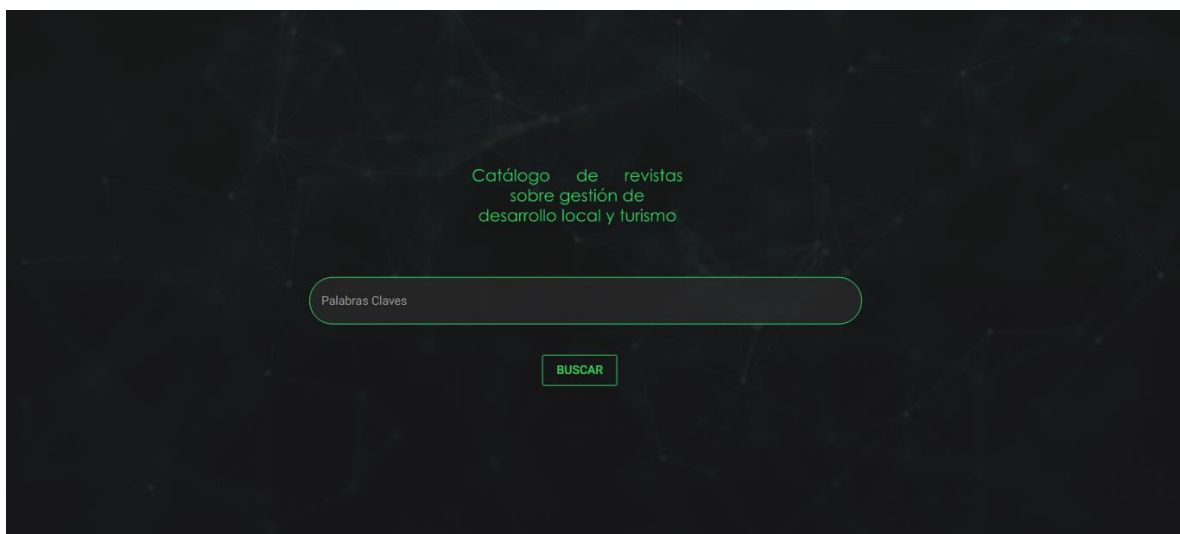 Catálogo de revistas
sobre gestión de
desarrollo local y turismo
Palabras Claves
BUSCAR